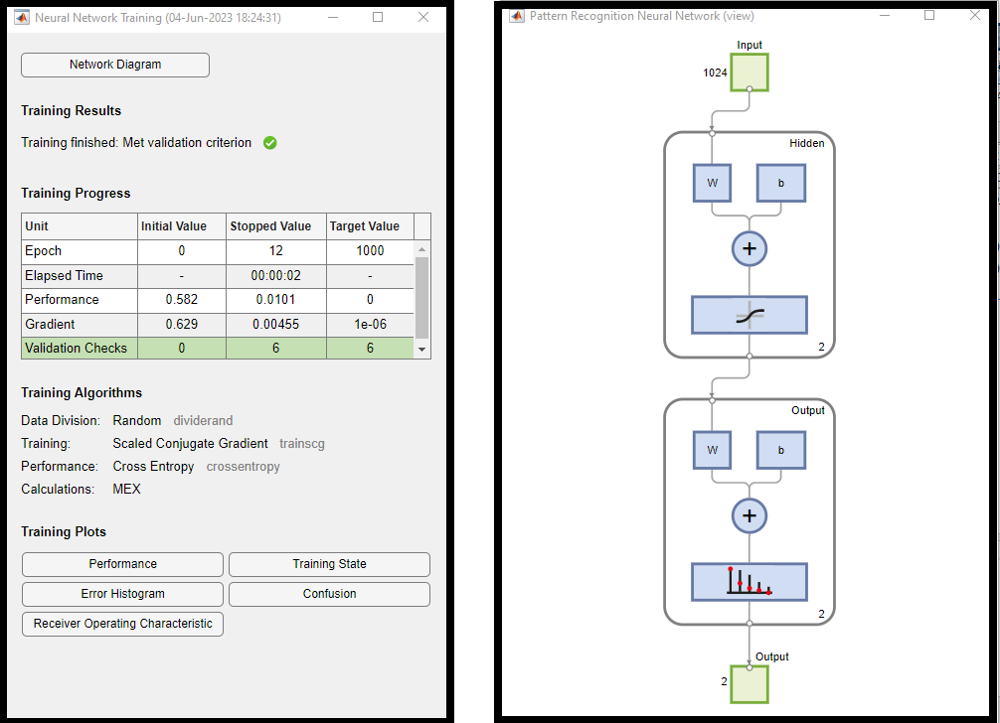 Neural Network Training (04-Jun-2023 18:24:31)
Network Diagram
Training Results
Training finished: Met validation criterion
Training Progress
Unit Initial Value Stopped Value Target Value
Epoch 0 12 1000
Elapsed Time - 00:00:02 -
Performance 0.582 0.0101 0
Gradient 0.629 0.00455 1e-06
Validation Checks 0 6 6
Training Algorithms
Data Division: Random dividerand
Training: Scaled Conjugate Gradient trainscg
Performance: Cross Entropy crossentropy
Calculations: MEX
Training Plots
Performance Training State
Error Histogram Confusion
Receiver Operating Characteristic
Pattern Recognition Neural Network (view)
Input
1024
Hidden
W b
+
2
Output
W b
+
2
Output
2